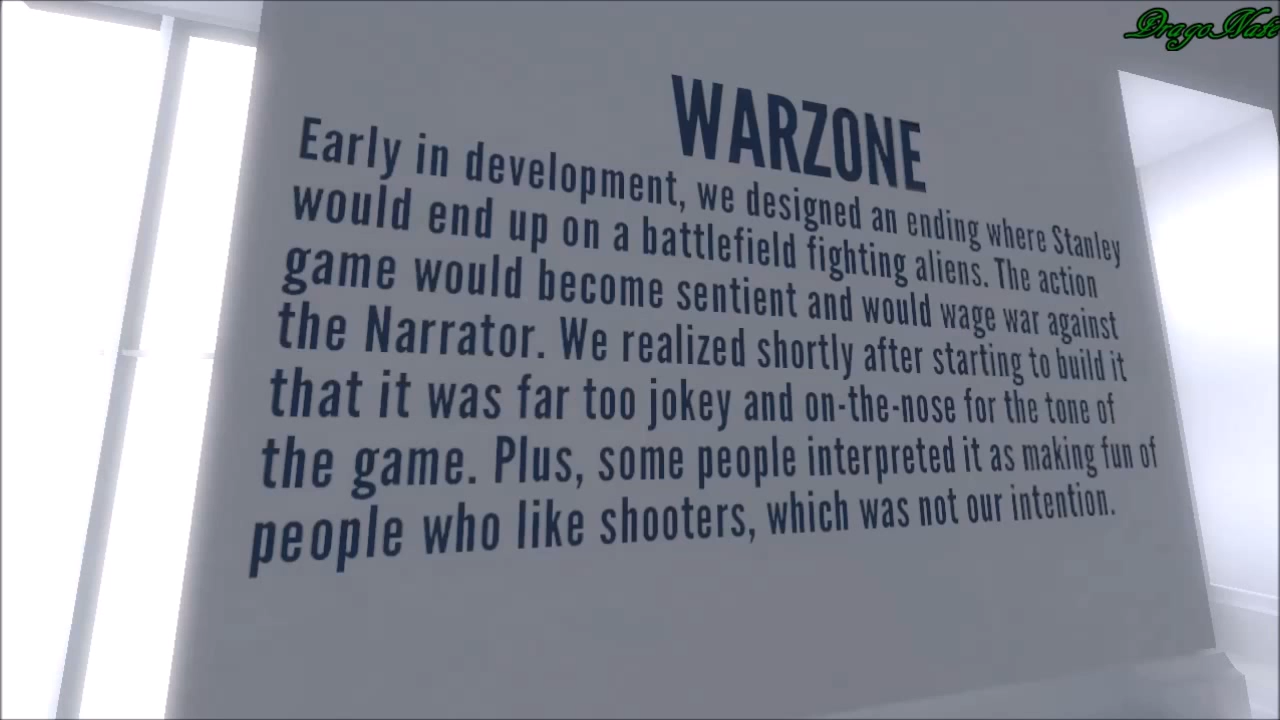 DragoNate
WARZONE
Early in development, we designed an ending where Stanley
would end up on a battlefield fighting aliens. The action
game would become sentient and would wage war against
the Narrator. We realized shortly after starting to build it
that it was far too jokey and on-the-nose for the tone of
the game. Plus, some people interpreted it as making fun of
people who like shooters, which was not our intention.